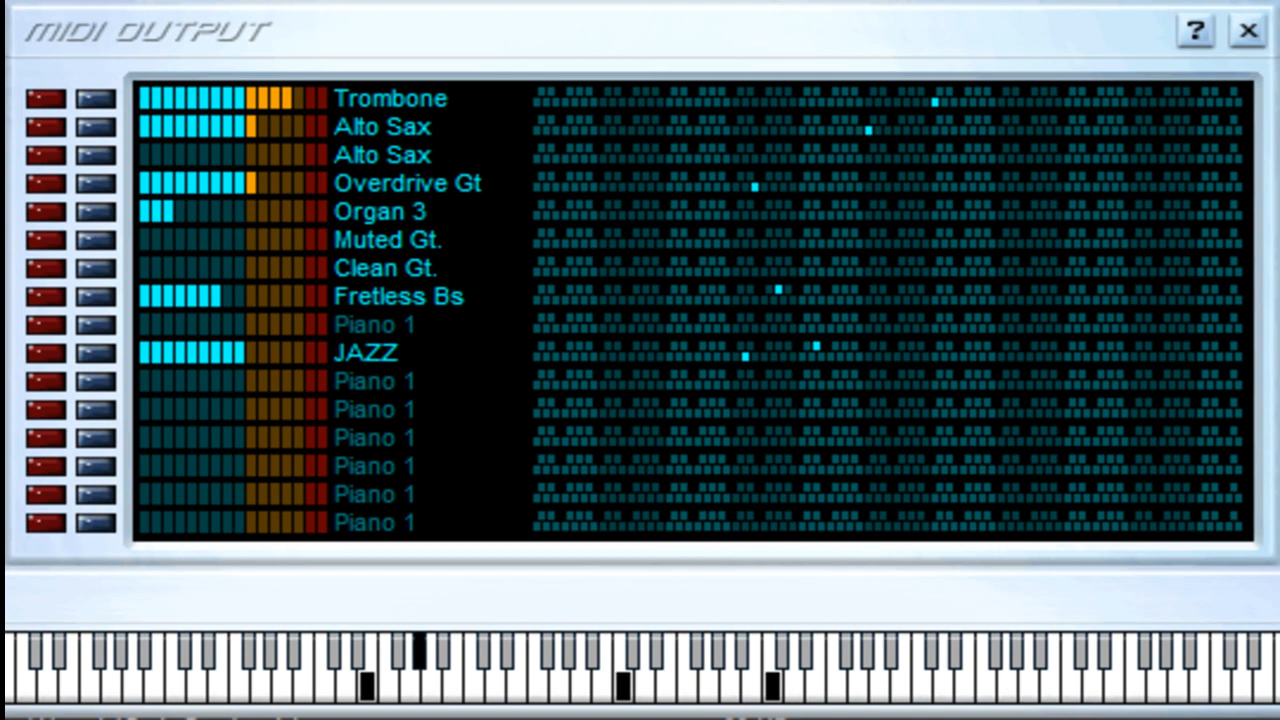 MIDI OUTPUT ? ×
Trombone
Alto Sax
Alto Sax
Overdrive Gt
Organ 3
Muted Gt.
Clean Gt.
Fretless Bs
Piano 1
JAZZ
Piano 1
Piano 1
Piano 1
Piano 1
Piano 1
Piano 1